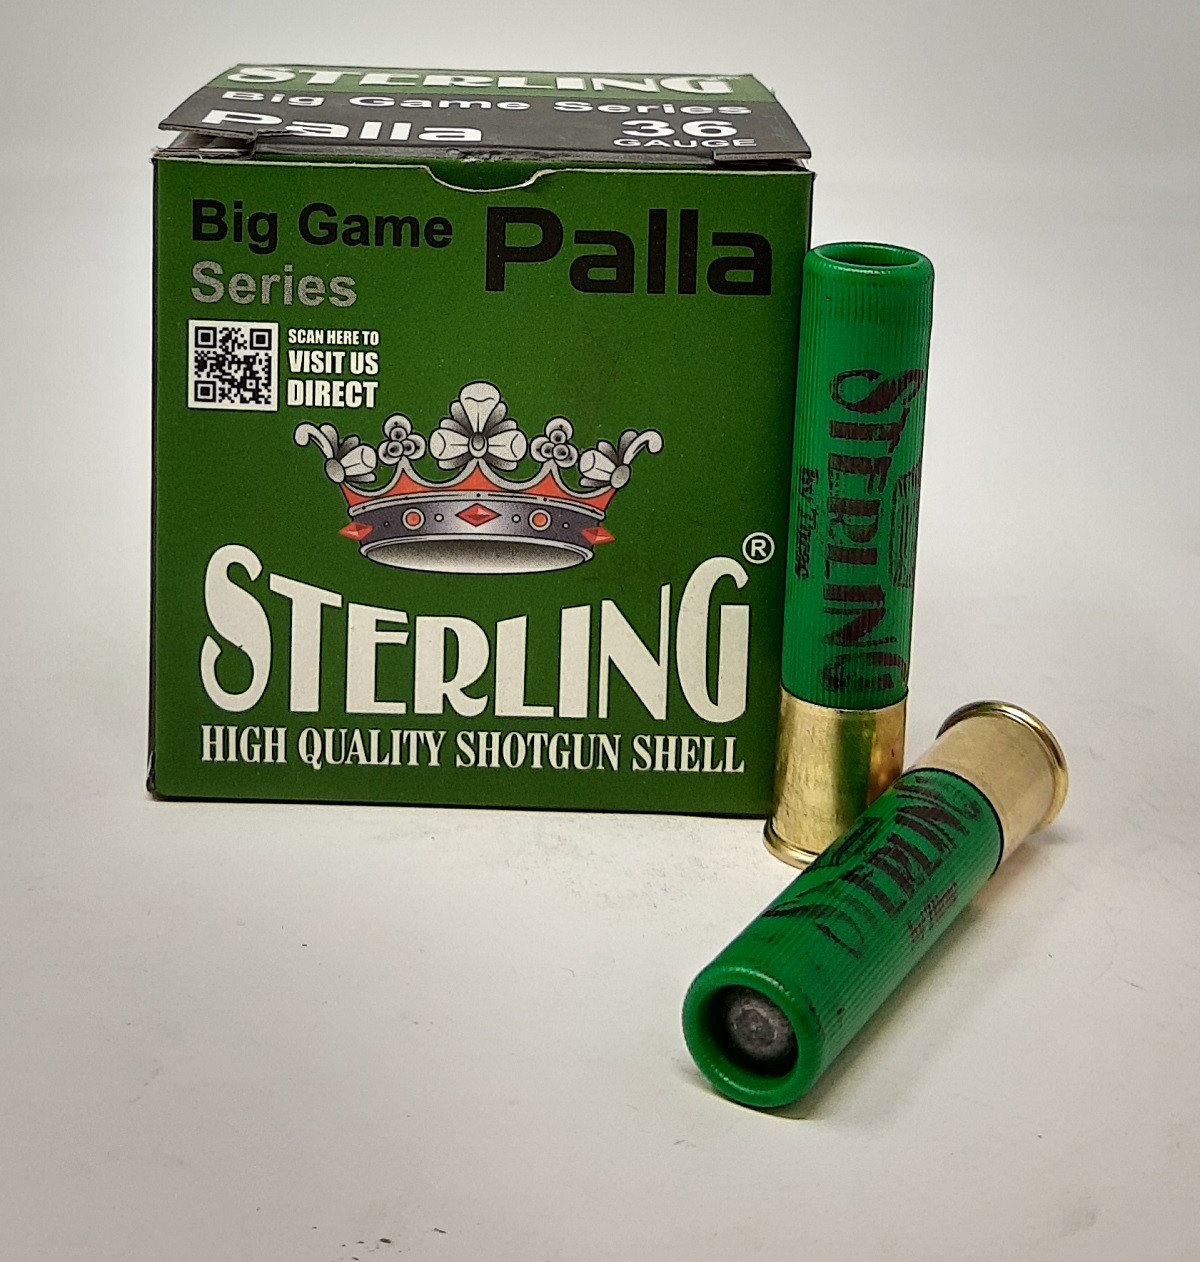 STERLING
Big Game Series
Palla
36
GAUGE
Big Game
Series
Palla
SCAN HERE TO
VISIT US
DIRECT
STERLING®
HIGH QUALITY SHOTGUN SHELL
STERLING
STERLING